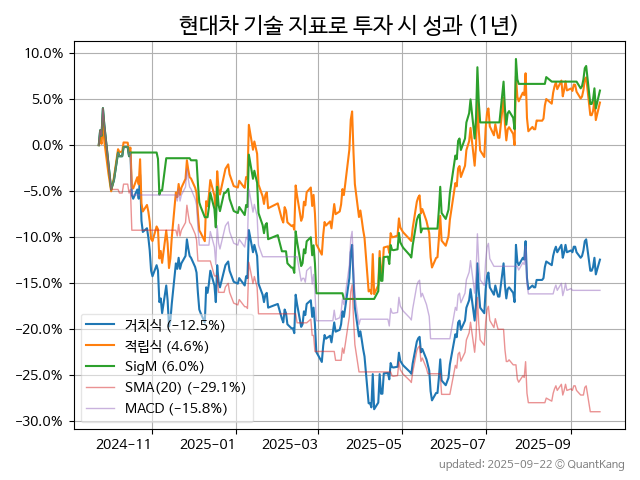 현대차 기술 지표로 투자 시 성과 (1년)
10.0%
5.0%
0.0%
−5.0%
−10.0%
−15.0%
−20.0%
−25.0%
−30.0%
거치식 (−12.5%)
적립식 (4.6%)
SigM (6.0%)
SMA(20) (−29.1%)
MACD (−15.8%)
2024−11 2025−01 2025−03 2025−05 2025−07 2025−09
updated: 2025−09−22 © QuantKang